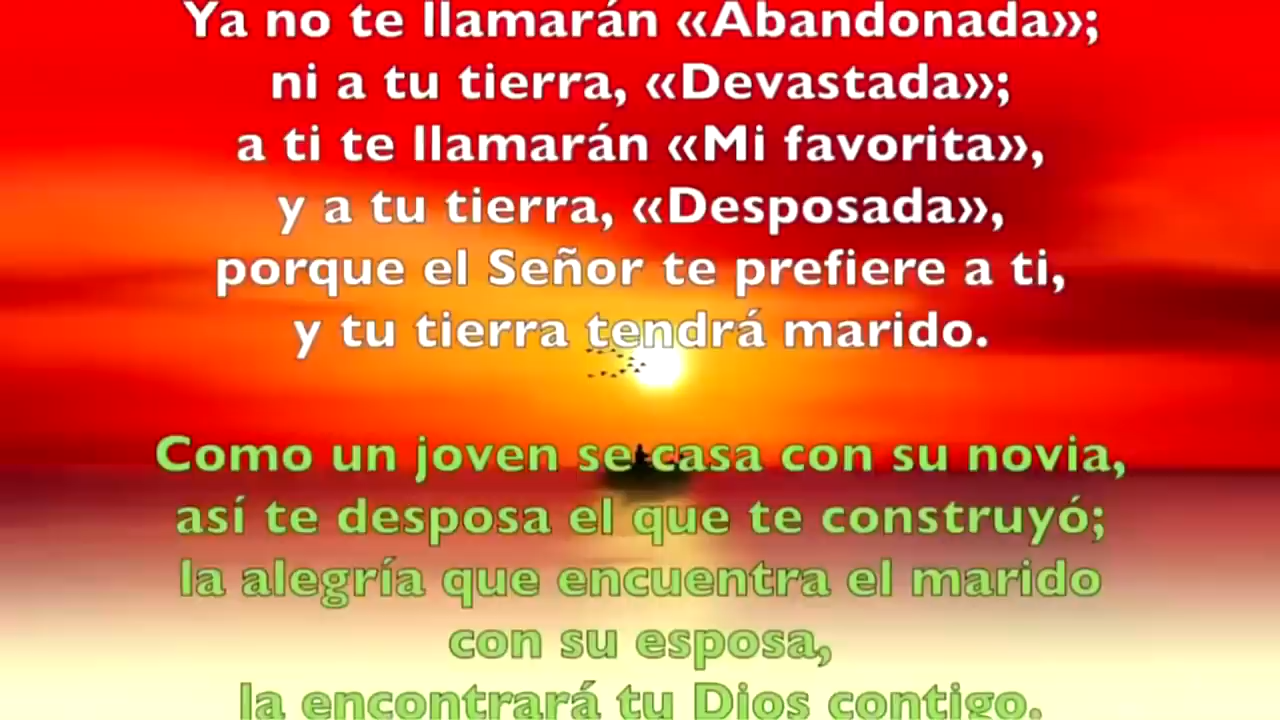 Ya no te llamarán «Abandonada»;
ni a tu tierra, «Devastada»;
a ti te llamarán «Mi favorita»,
y a tu tierra, «Desposada»,
porque el Señor te prefiere a ti,
y tu tierra tendrá marido.
Como un joven se casa con su novia,
así te desposa el que te construyó;
la alegría que encuentra el marido
con su esposa,
la encontrará tu Dios contigo.